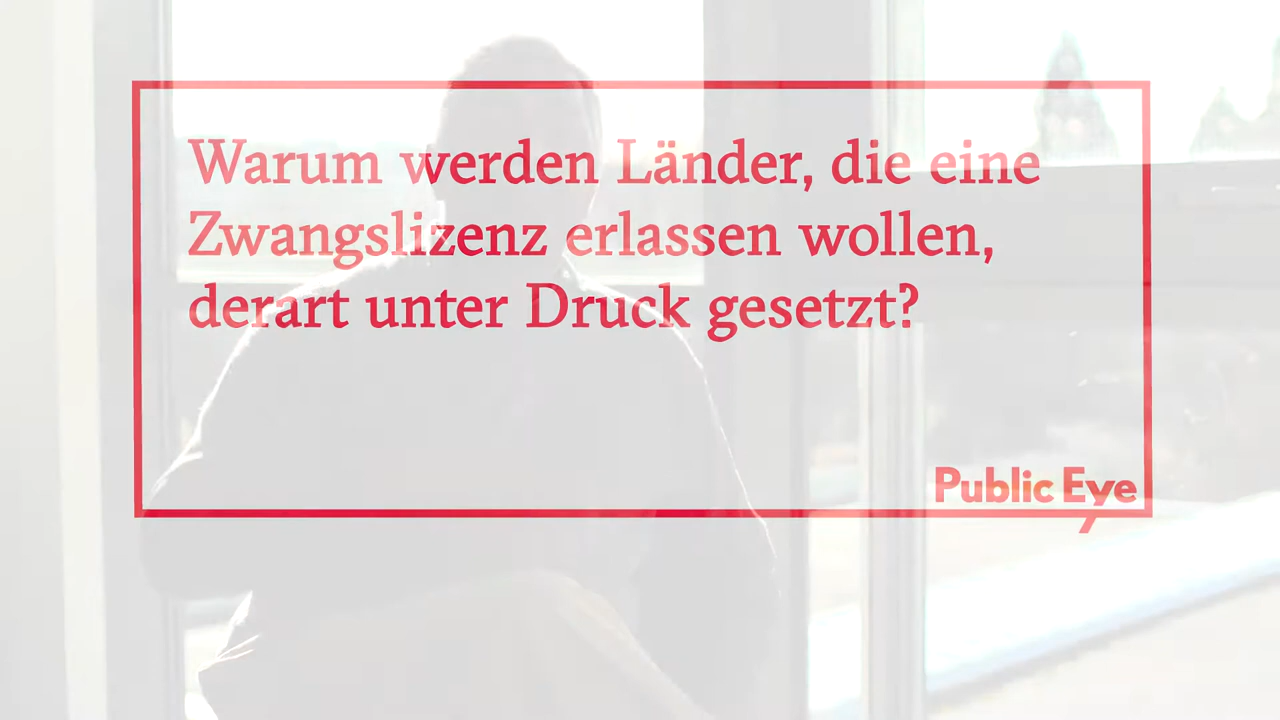 Warum werden Länder, die eine
Zwangslizenz erlassen wollen,
derart unter Druck gesetzt?
Public Eye